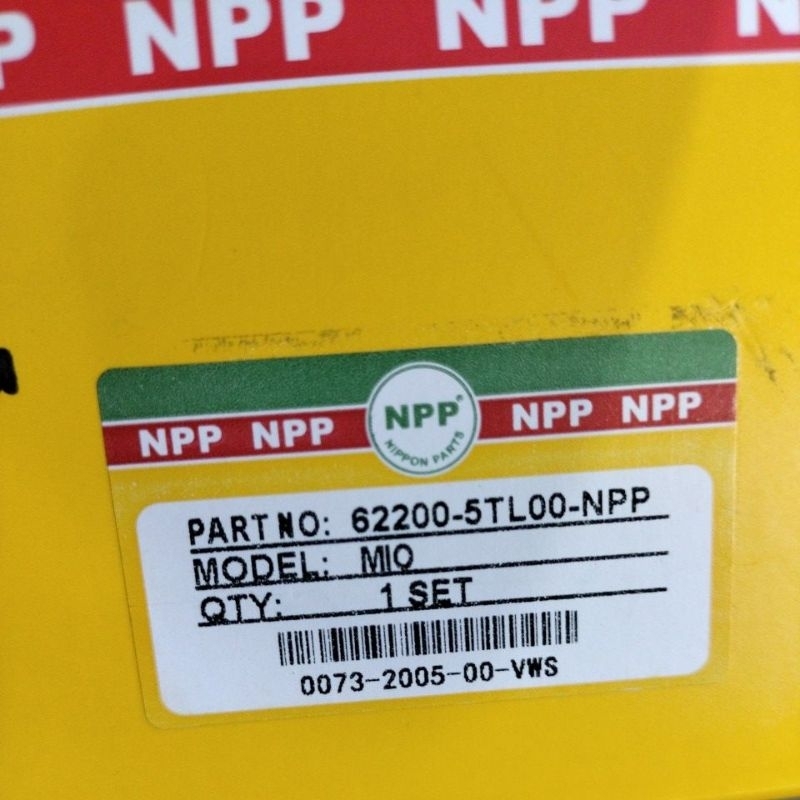 NPP NPP NPP
NPP NPP NPP® NPP NPP
NIPPON PARTS
PART NO: 62200-5TL00-NPP
MODEL: MIO
QTY: 1 SET
0073-2005-00-VWS